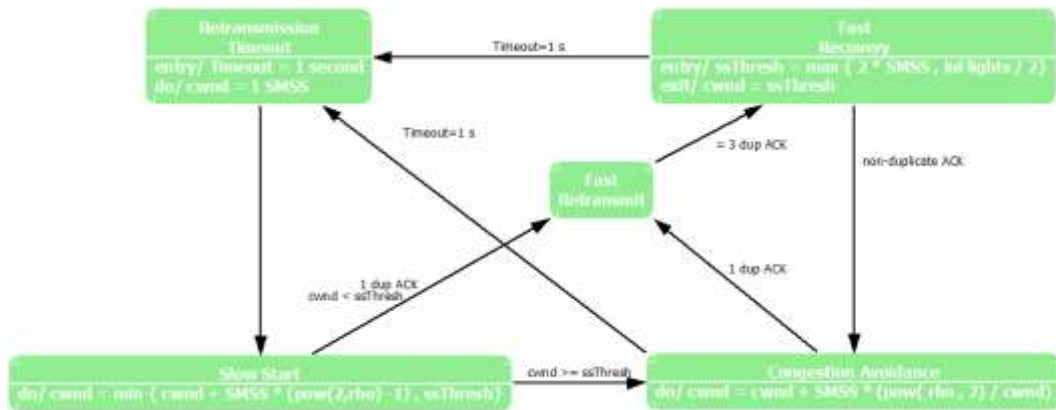 Retransmission
Timeout
entry/ Timeout = 1 second
do/ cwnd = 1 SMSS
Timeout=1 s
Fast
Recovery
entry/ ssThresh = max ( 2 * SMSS , lights / 2)
exit/ cwnd = ssThresh
Timeout=1 s
= 3 dup ACK
non-duplicate ACK
Fast
Retransmit
1 dup ACK
cwnd < ssThresh
1 dup ACK
Slow Start
do/ cwnd = min ( cwnd + SMSS * (pow(2,rho) -1) , ssThresh)
cwnd >= ssThresh
Congestion Avoidance
do/ cwnd = cwnd + SMSS * (pow( rho , 2) / cwnd)